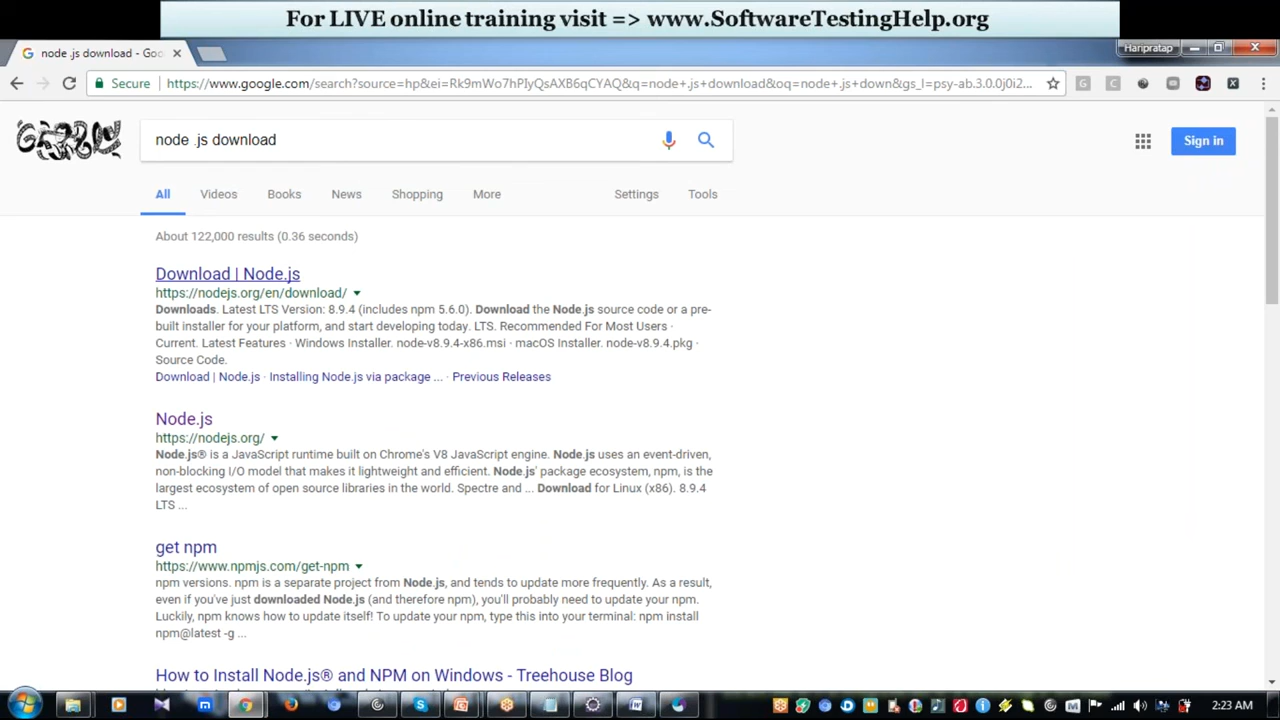 For LIVE online training visit => www.SoftwareTestingHelp.org
node .js download - Goo
Haripratap
Secure
https://www.google.com/search?source=hp&ei=Rk9mWo7hPIyQsAXB6qCYAQ&q=node+.js+download&oq=node+.js+down&gs_l=psy-ab.3.0.0j0i2...
node .js download
Sign in
All Videos Books News Shopping More Settings Tools
About 122,000 results (0.36 seconds)
Download | Node.js
https://nodejs.org/en/download/
Downloads. Latest LTS Version: 8.9.4 (includes npm 5.6.0). Download the Node.js source code or a pre-
built installer for your platform, and start developing today. LTS. Recommended For Most Users ·
Current. Latest Features · Windows Installer. node-v8.9.4-x86.msi · macOS Installer. node-v8.9.4.pkg ·
Source Code.
Download | Node.js · Installing Node.js via package ... · Previous Releases
Node.js
https://nodejs.org/
Node.js® is a JavaScript runtime built on Chrome's V8 JavaScript engine. Node.js uses an event-driven,
non-blocking I/O model that makes it lightweight and efficient. Node.js' package ecosystem, npm, is the
largest ecosystem of open source libraries in the world. Spectre and ... Download for Linux (x86). 8.9.4
LTS ...
get npm
https://www.npmjs.com/get-npm
npm versions. npm is a separate project from Node.js, and tends to update more frequently. As a result,
even if you've just downloaded Node.js (and therefore npm), you'll probably need to update your npm.
Luckily, npm knows how to update itself! To update your npm, type this into your terminal: npm install
npm@latest -g ...
How to Install Node.js® and NPM on Windows - Treehouse Blog
2:23 AM